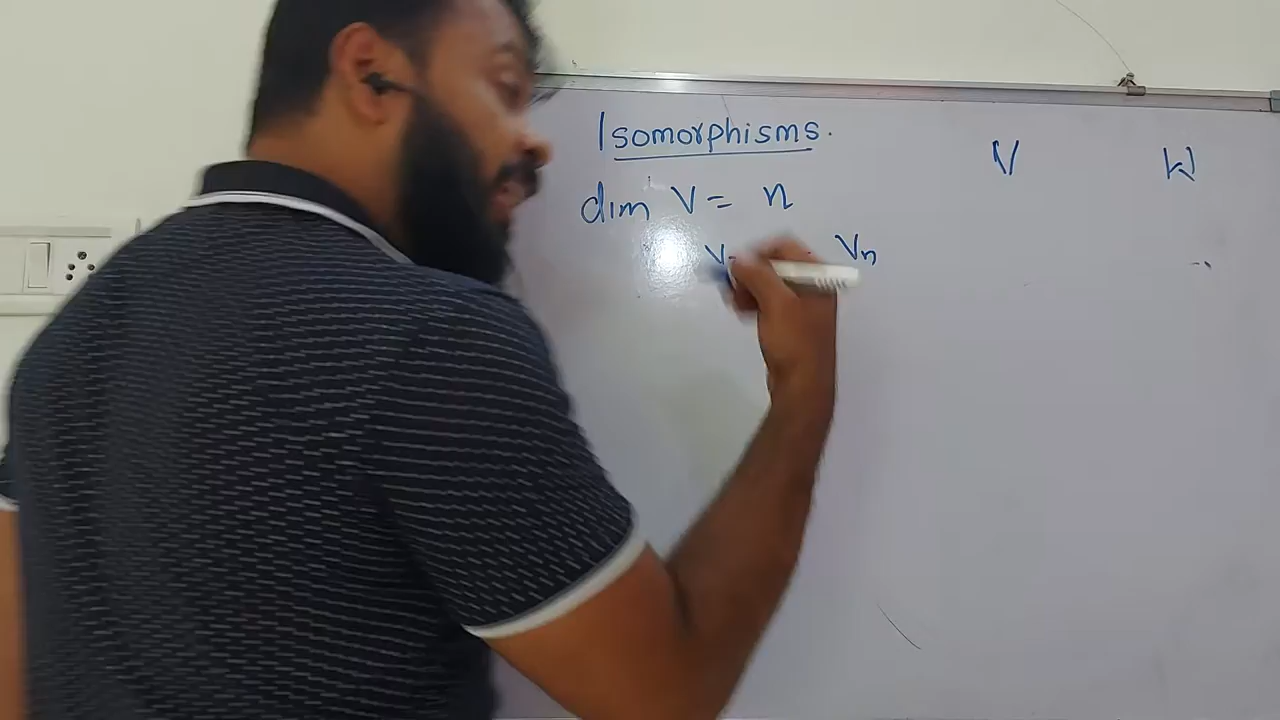 Isomorphisms.
V W
dim V = n
V Vn